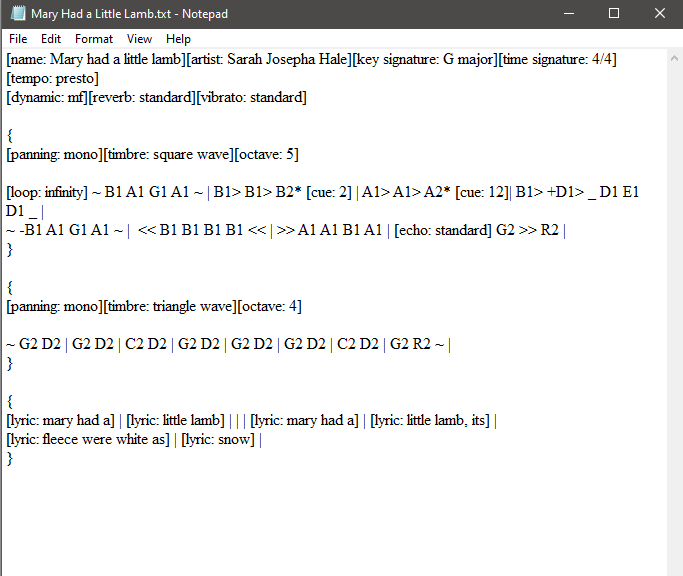 Mary Had a Little Lamb.txt - Notepad
File Edit Format View Help
[name: Mary had a little lamb][artist: Sarah Josepha Hale][key signature: G major][time signature: 4/4]
[tempo: presto]
[dynamic: mf][reverb: standard][vibrato: standard]
{
[panning: mono][timbre: square wave][octave: 5]
[loop: infinity] ~ B1 A1 G1 A1 ~ | B1> B1> B2* [cue: 2] | A1> A1> A2* [cue: 12]| B1> +D1> _ D1 E1
D1 _ |
~ -B1 A1 G1 A1 ~ | << B1 B1 B1 B1 << | >> A1 A1 B1 A1 | [echo: standard] G2 >> R2 |
}
{
[panning: mono][timbre: triangle wave][octave: 4]
~ G2 D2 | G2 D2 | C2 D2 | G2 D2 | G2 D2 | G2 D2 | C2 D2 | G2 R2 ~ |
}
{
[lyric: mary had a] | [lyric: little lamb] | | | [lyric: mary had a] | [lyric: little lamb, its] |
[lyric: fleece were white as] | [lyric: snow] |
}